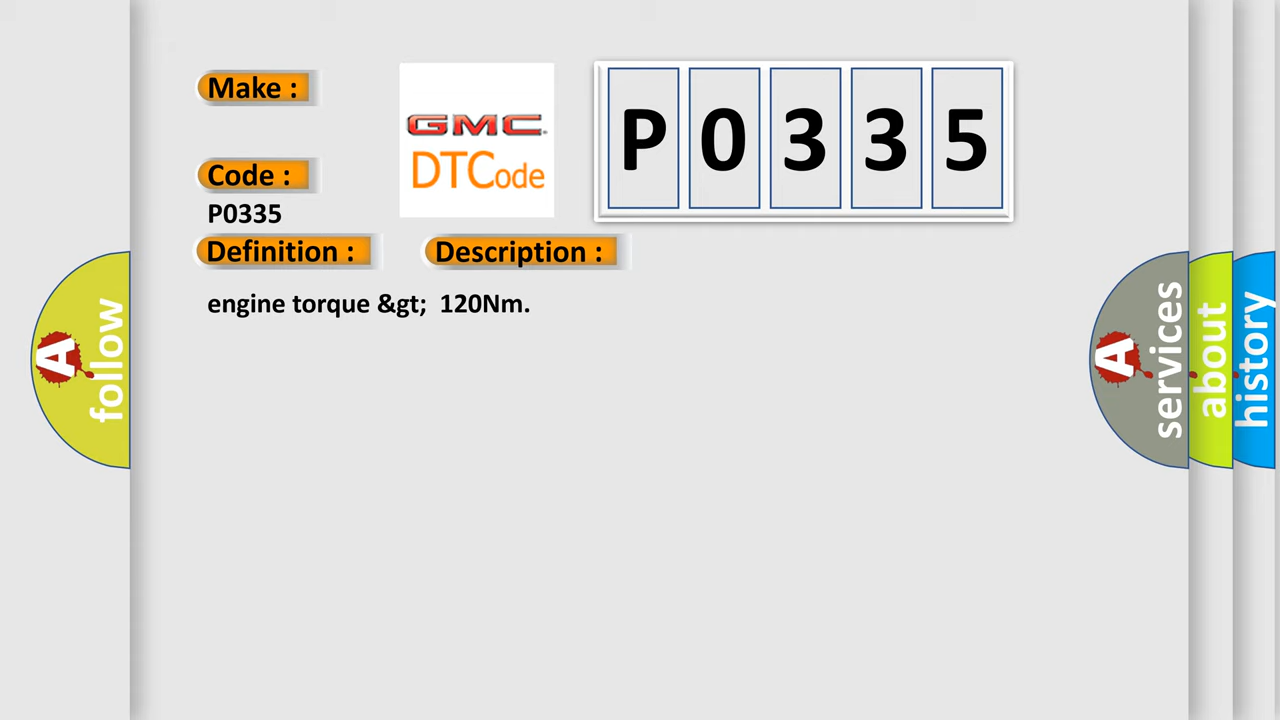 Make :
GMC
DTCode
P 0 3 3 5
Code :
P0335
Definition :
Description :
engine torque &gt; 120Nm.
A follow
A services
about
history